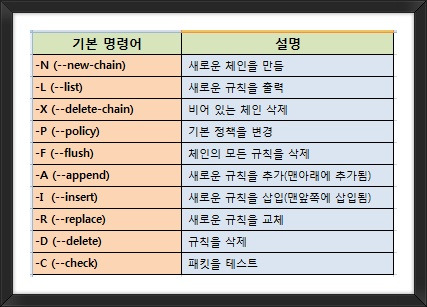 기본 명령어 설명
-N (--new-chain) 새로운 체인을 만듬
-L (--list) 새로운 규칙을 출력
-X (--delete-chain) 비어 있는 체인 삭제
-P (--policy) 기본 정책을 변경
-F (--flush) 체인의 모든 규칙을 삭제
-A (--append) 새로운 규칙을 추가(맨아래에 추가됨)
-I (--insert) 새로운 규칙을 삽입(맨앞쪽에 삽입됨)
-R (--replace) 새로운 규칙을 교체
-D (--delete) 규칙을 삭제
-C (--check) 패킷을 테스트